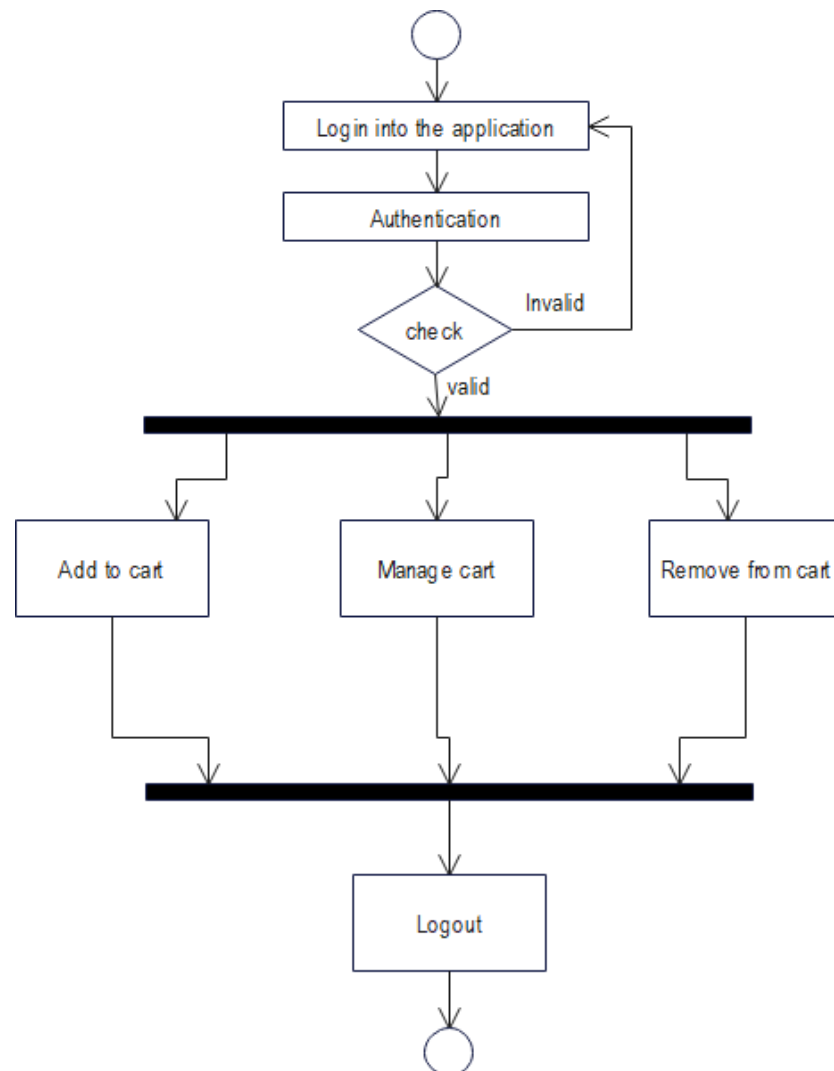 Login into the application
Authentication
Invalid
check
valid
Add to cart
Manage cart
Remove from cart
Logout